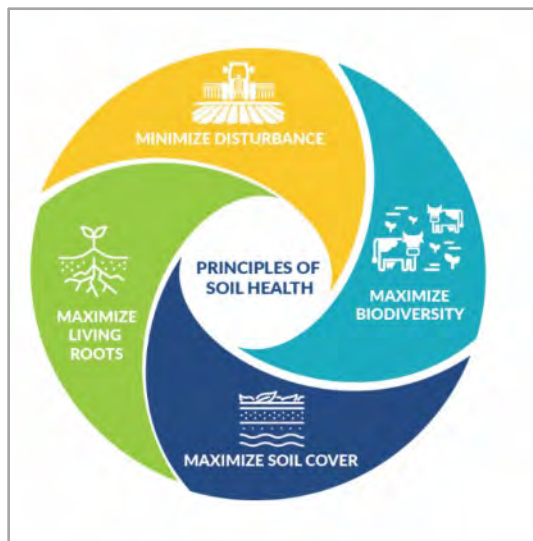 MINIMIZE DISTURBANCE
MAXIMIZE
BIODIVERSITY
MAXIMIZE SOIL COVER
MAXIMIZE
LIVING
ROOTS
PRINCIPLES OF
SOIL HEALTH